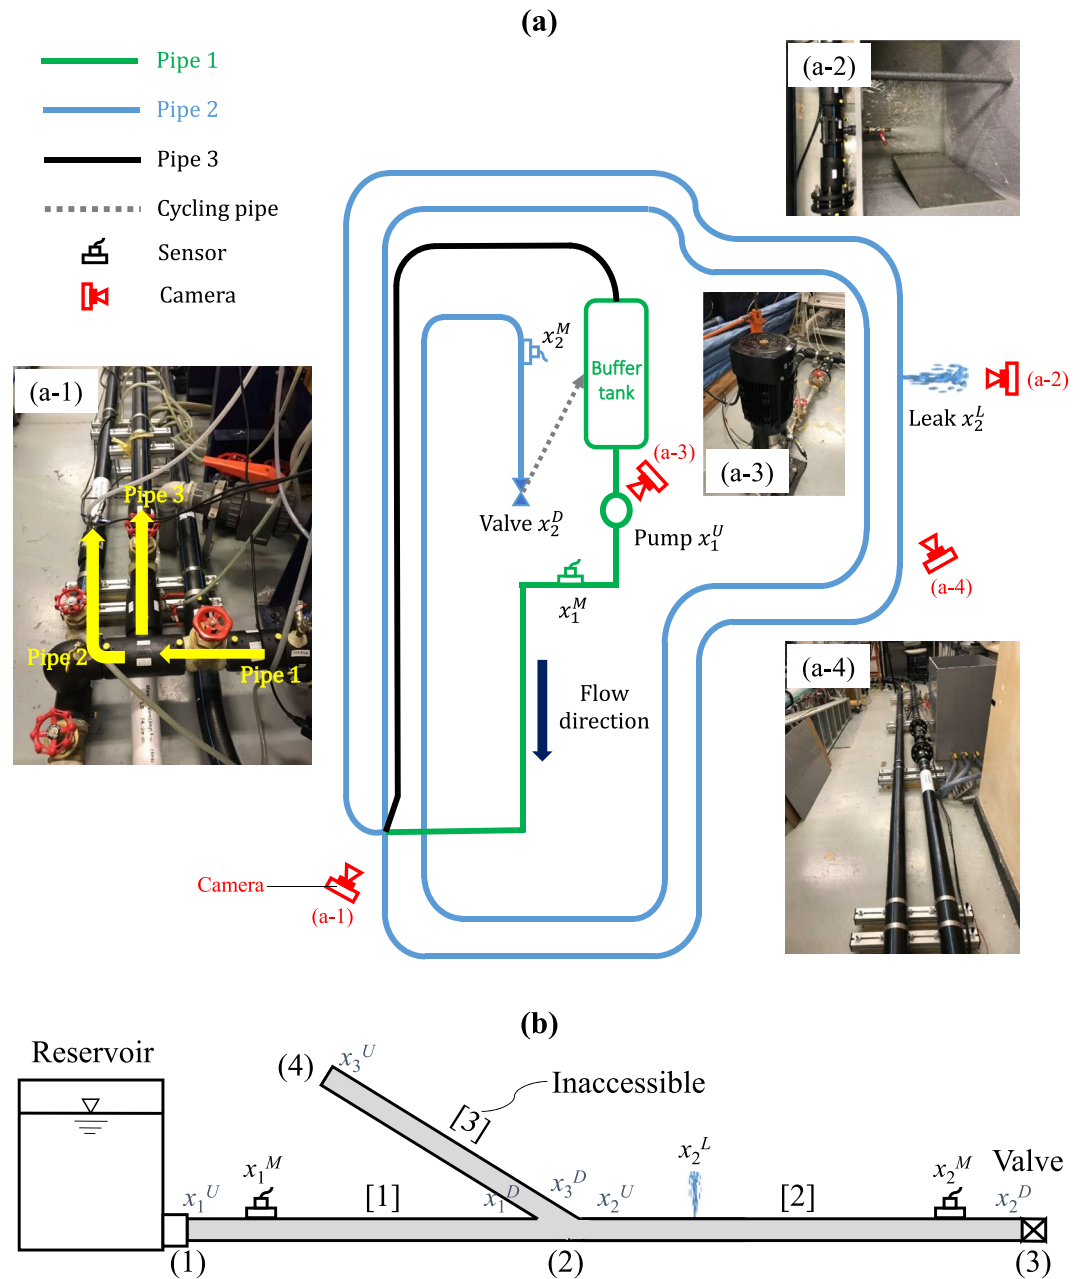 (a)
Pipe 1
Pipe 2
Pipe 3
Cycling pipe
Sensor
Camera
(a-2)
(a-1)
Pipe 3
Pipe 2
Pipe 1
x₂ᴹ
Buffer
tank
(a-3)
Valve x₂ᴰ
Pump x₁ᵁ
x₁ᴹ
(a-3)
(a-2)
Leak x₂ᴸ
(a-4)
Flow
direction
(a-4)
Camera
(a-1)
(b)
Reservoir
(4)
x₃ᵁ
Inaccessible
[3]
x₁ᴹ
x₂ᴸ
x₂ᴹ
Valve
x₁ᵁ
[1]
x₁ᴰ
x₃ᴰ
x₂ᵁ
[2]
x₂ᴰ
(1)
(2)
(3)